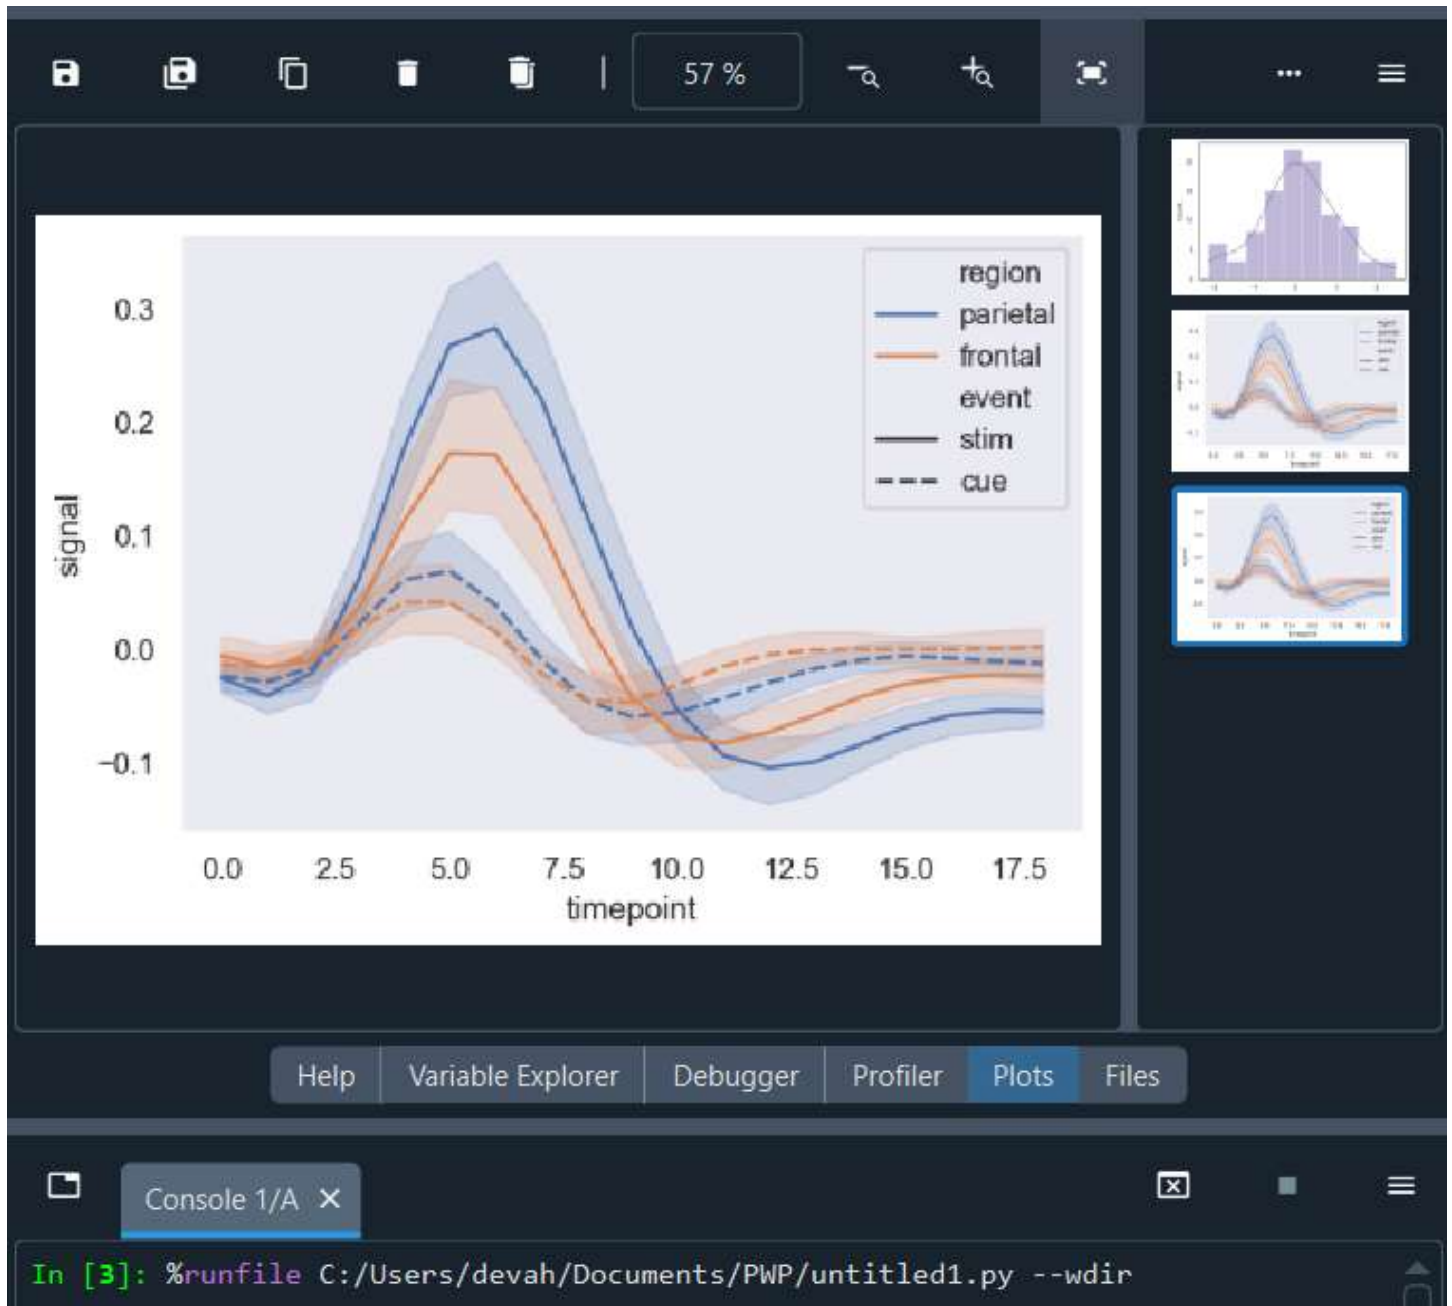 57 %
region
parietal
frontal
event
stim
cue
0.3
0.2
0.1
0.0
−0.1
signal
0.0 2.5 5.0 7.5 10.0 12.5 15.0 17.5
timepoint
Help Variable Explorer Debugger Profiler Plots Files
Console 1/A
In [3]: %runfile C:/Users/devah/Documents/PWP/untitled1.py --wdir